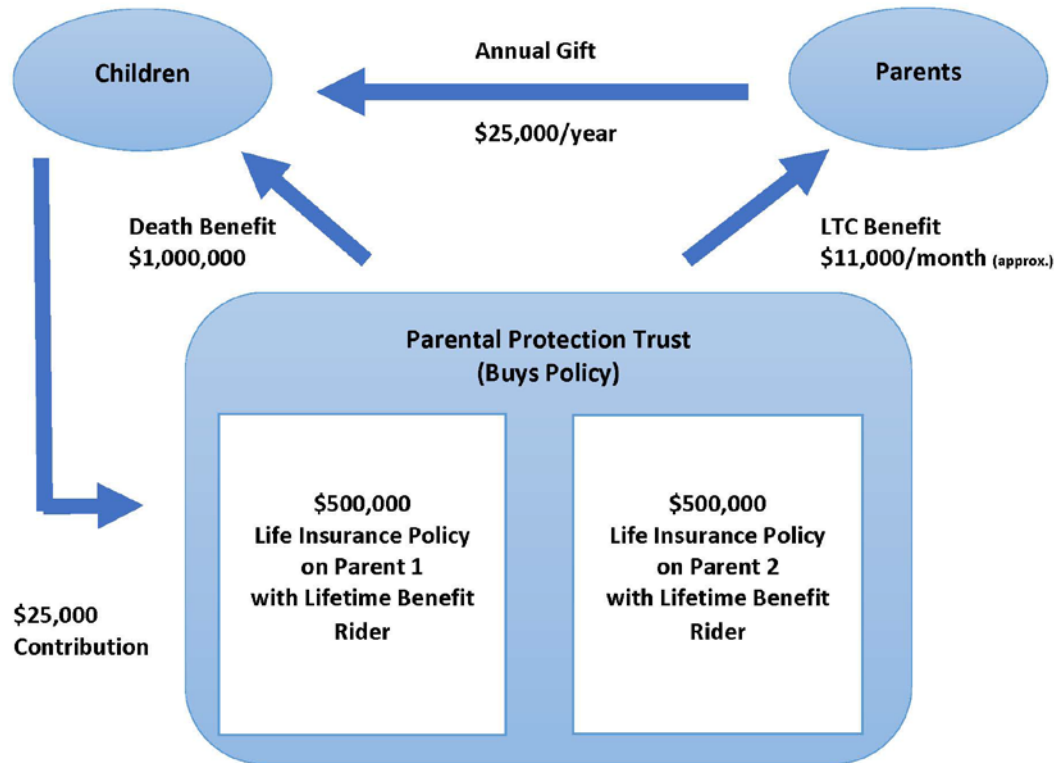 Children
Annual Gift
$25,000/year
Parents
Death Benefit
$1,000,000
LTC Benefit
$11,000/month (approx.)
Parental Protection Trust
(Buys Policy)
$500,000
Life Insurance Policy
on Parent 1
with Lifetime Benefit
Rider
$500,000
Life Insurance Policy
on Parent 2
with Lifetime Benefit
Rider
$25,000
Contribution